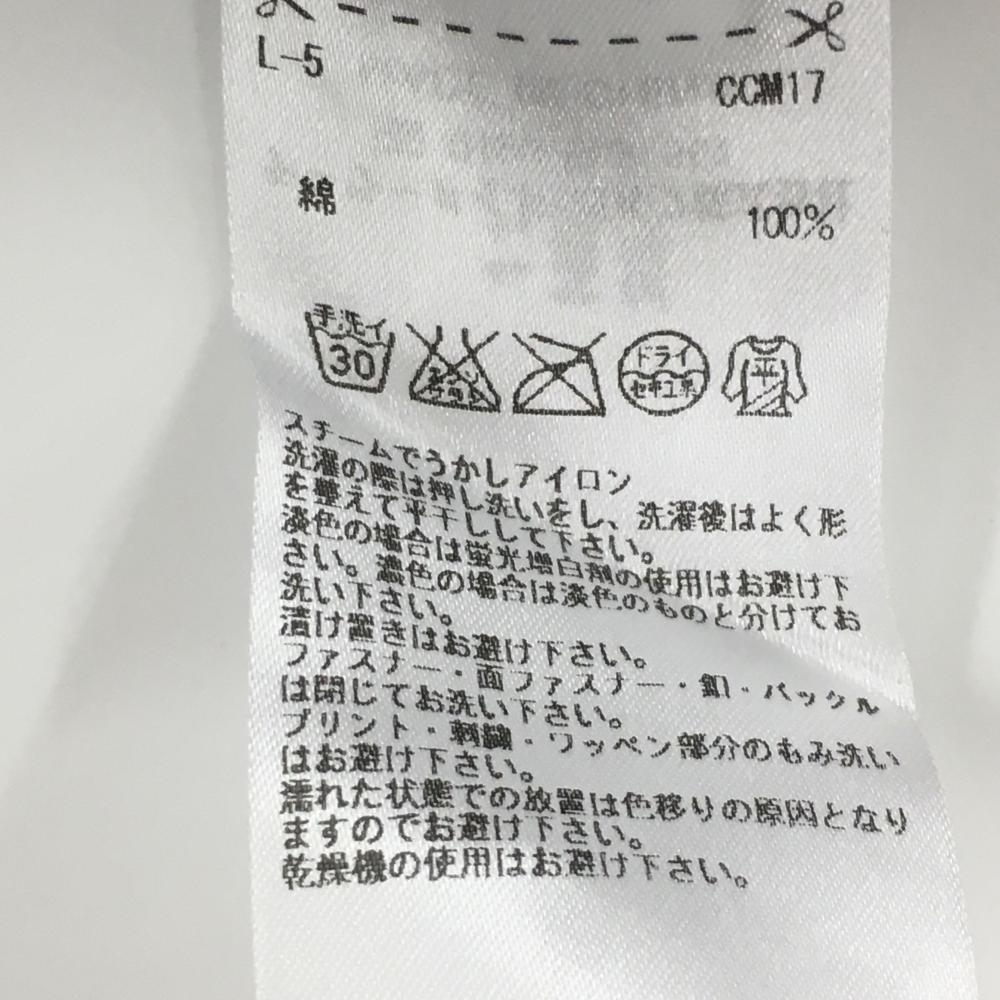 L-5
CCM17
綿
100%
手洗イ
30
ドライ
セキユ系
平
スチームでうかしアイロン
洗濯の際は押し洗いをし、洗濯後はよく形
を整えて平干しして下さい。
淡色の場合は蛍光増白剤の使用はお避け下
さい。濃色の場合は淡色のものと分けてお
洗い下さい。
漬け置きはお避け下さい。
ファスナー・面ファスナー・釦・バックル
は閉じてお洗い下さい。
プリント・刺繍・ワッペン部分のもみ洗い
はお避け下さい。
濡れた状態での放置は色移りの原因となり
ますのでお避け下さい。
乾燥機の使用はお避け下さい。